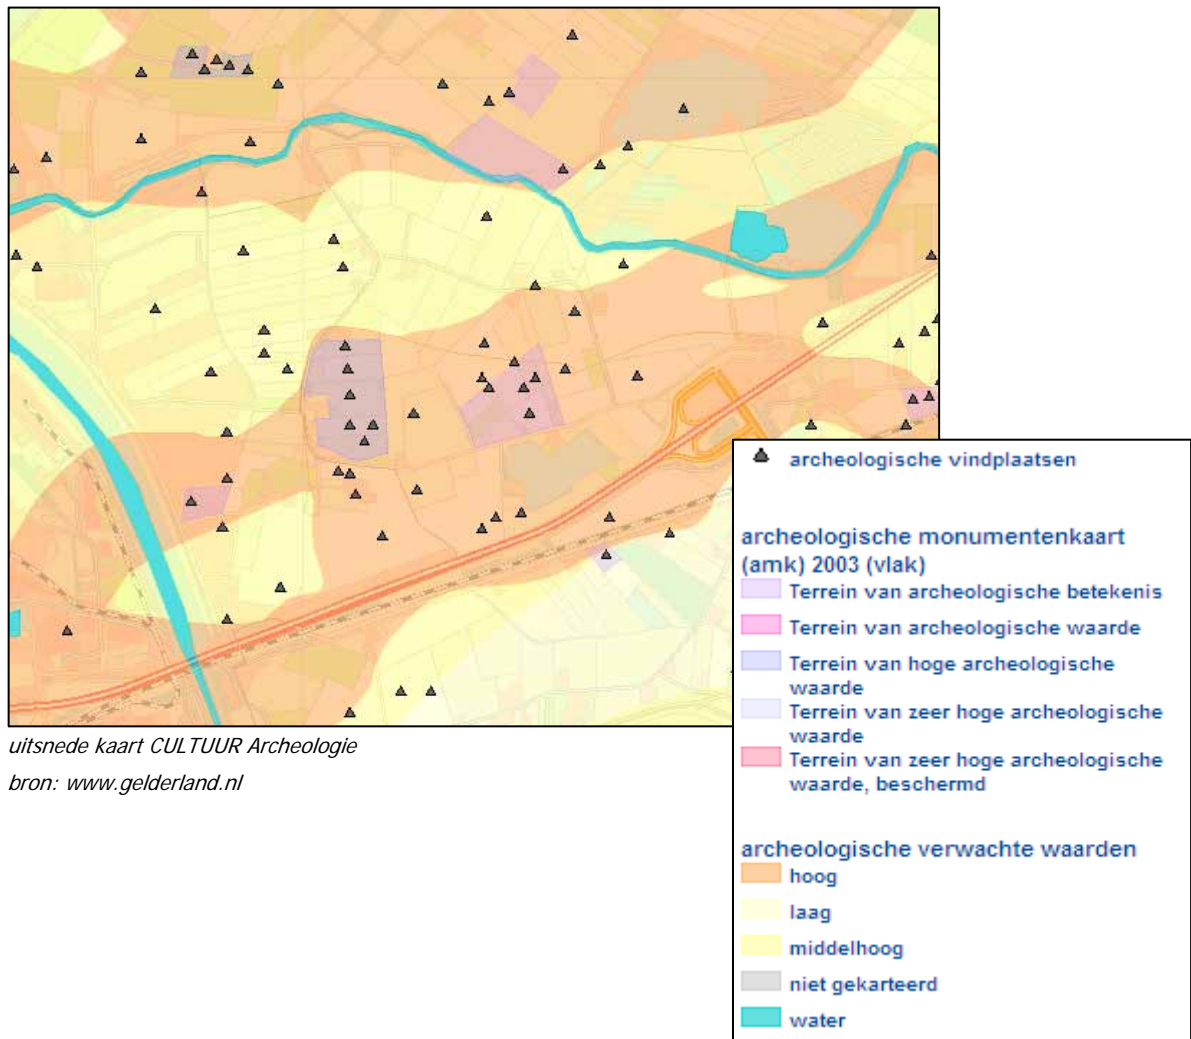 archeologische vindplaatsen
archeologische monumentenkaart
(amk) 2003 (vlak)
Terrein van archeologische betekenis
Terrein van archeologische waarde
Terrein van hoge archeologische
waarde
Terrein van zeer hoge archeologische
waarde
Terrein van zeer hoge archeologische
waarde, beschermd
archeologische verwachte waarden
hoog
laag
middelhoog
niet gekarteerd
water
uitsnede kaart CULTUUR Archeologie
bron: www.gelderland.nl